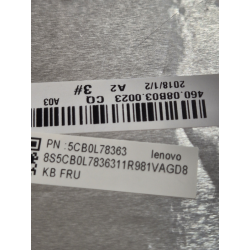 460.08B03.0023 CQ
A2 3#
2018/1/2
A03
PN :5CB0L78363
lenovo
8S5CB0L7836311R981VAGD8
KB FRU